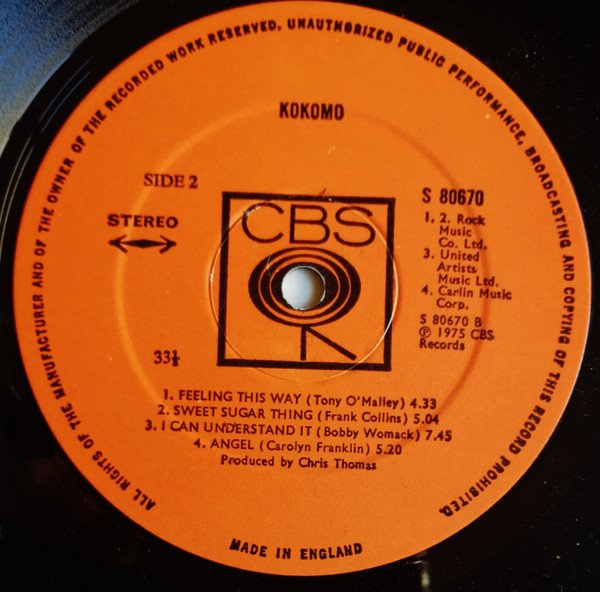 ALL RIGHTS OF THE MANUFACTURER AND OF THE OWNER OF THE RECORDED WORK RESERVED. UNAUTHORIZED PUBLIC PERFORMANCE, BROADCASTING AND COPYING OF THIS RECORD PROHIBITED.
KOKOMO
SIDE 2
STEREO
33⅓
CBS
S 80670
1, 2. Rock
Music
Co. Ltd.
3. United
Artists
Music Ltd.
4. Carlin Music
Corp.
S 80670 B
℗ 1975 CBS
Records
1. FEELING THIS WAY (Tony O'Malley) 4.33
2. SWEET SUGAR THING (Frank Collins) 5.04
3. I CAN UNDERSTAND IT (Bobby Womack) 7.45
4. ANGEL (Carolyn Franklin) 5.20
Produced by Chris Thomas
MADE IN ENGLAND